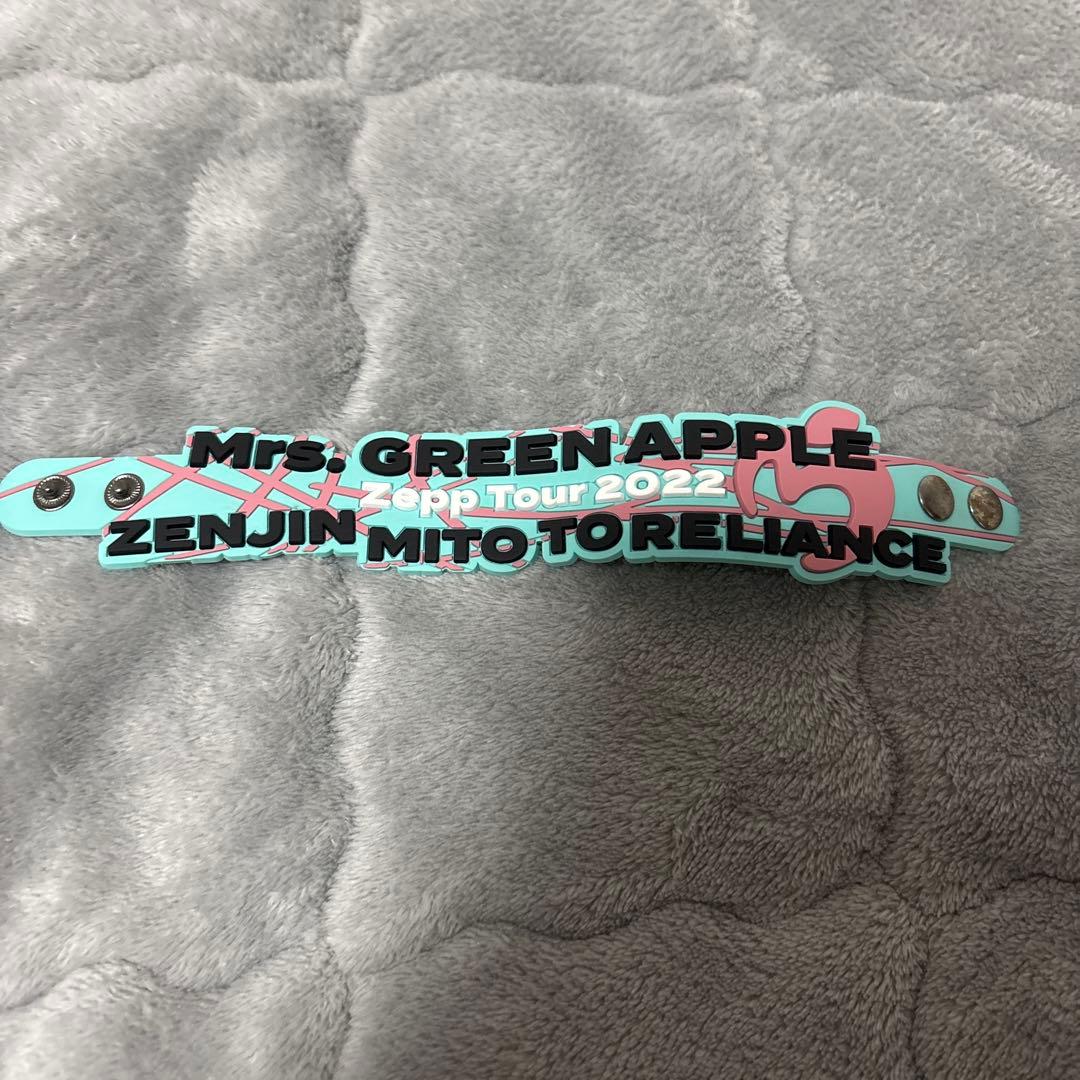 Mrs. GREEN APPLE
Zepp Tour 2022
ZENJIN MITO TO RELIANCE